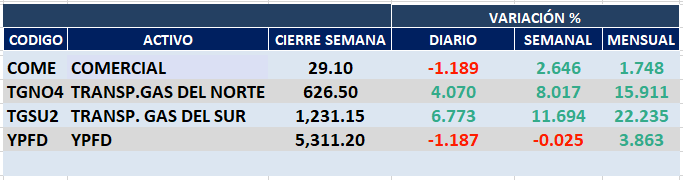 VARIACIÓN %
CODIGO ACTIVO CIERRE SEMANA DIARIO SEMANAL MENSUAL
COME COMERCIAL 29.10 -1.189 2.646 1.748
TGNO4 TRANSP.GAS DEL NORTE 626.50 4.070 8.017 15.911
TGSU2 TRANSP. GAS DEL SUR 1,231.15 6.773 11.694 22.235
YPFD YPFD 5,311.20 -1.187 -0.025 3.863